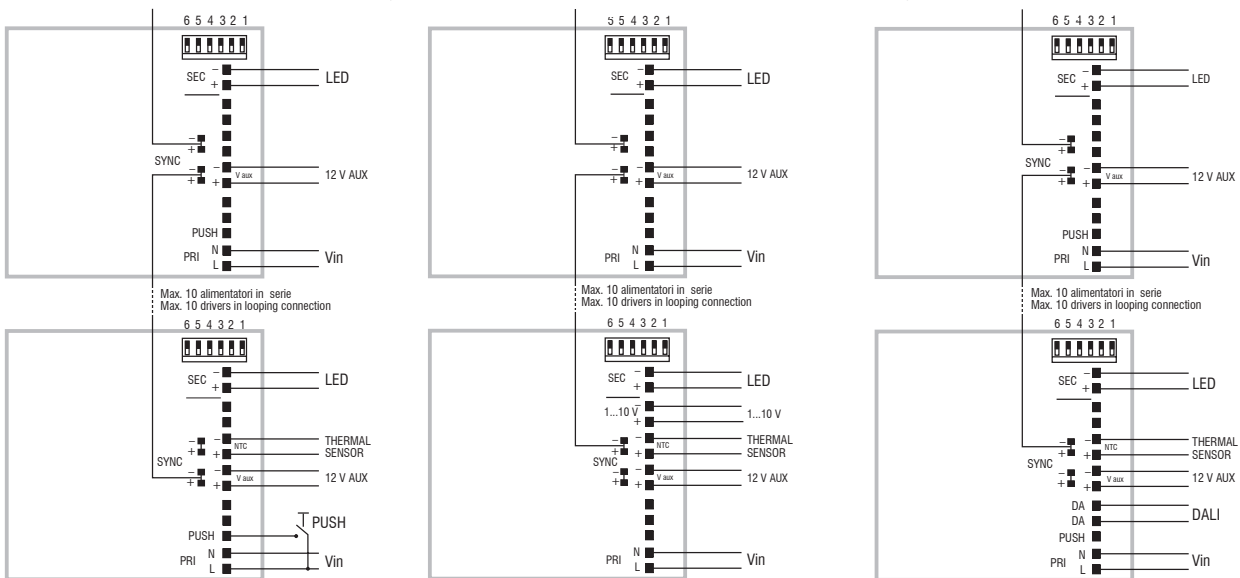 6 5 4 3 2 1
SEC
−
+
LED
−
+
SYNC
−
+
−
V aux
+
12 V AUX
PUSH
PRI
N
L
Vin
Max. 10 alimentatori in serie
Max. 10 drivers in looping connection
5 5 4 3 2 1
SEC
−
+
LED
−
+
−
+
−
V aux
+
12 V AUX
PRI
N
L
Vin
Max. 10 alimentatori in serie
Max. 10 drivers in looping connection
6 5 4 3 2 1
SEC
−
+
LED
−
+
SYNC
−
+
−
V aux
+
12 V AUX
PUSH
PRI
N
L
Vin
Max. 10 alimentatori in serie
Max. 10 drivers in looping connection
6 5 4 3 2 1
SEC
−
+
LED
−
+
−
NTC
+
THERMAL
SENSOR
SYNC
−
+
−
V aux
+
12 V AUX
PUSH
PUSH
PRI
N
L
Vin
6 5 4 3 2 1
SEC
−
+
LED
1...10 V
−
+
1...10 V
−
+
−
NTC
+
THERMAL
SENSOR
SYNC
−
+
−
V aux
+
12 V AUX
PRI
N
L
Vin
6 5 4 3 2 1
SEC
−
+
LED
−
+
−
NTC
+
THERMAL
SENSOR
SYNC
−
+
−
V aux
+
12 V AUX
DA
DA
DALI
PUSH
PRI
N
L
Vin